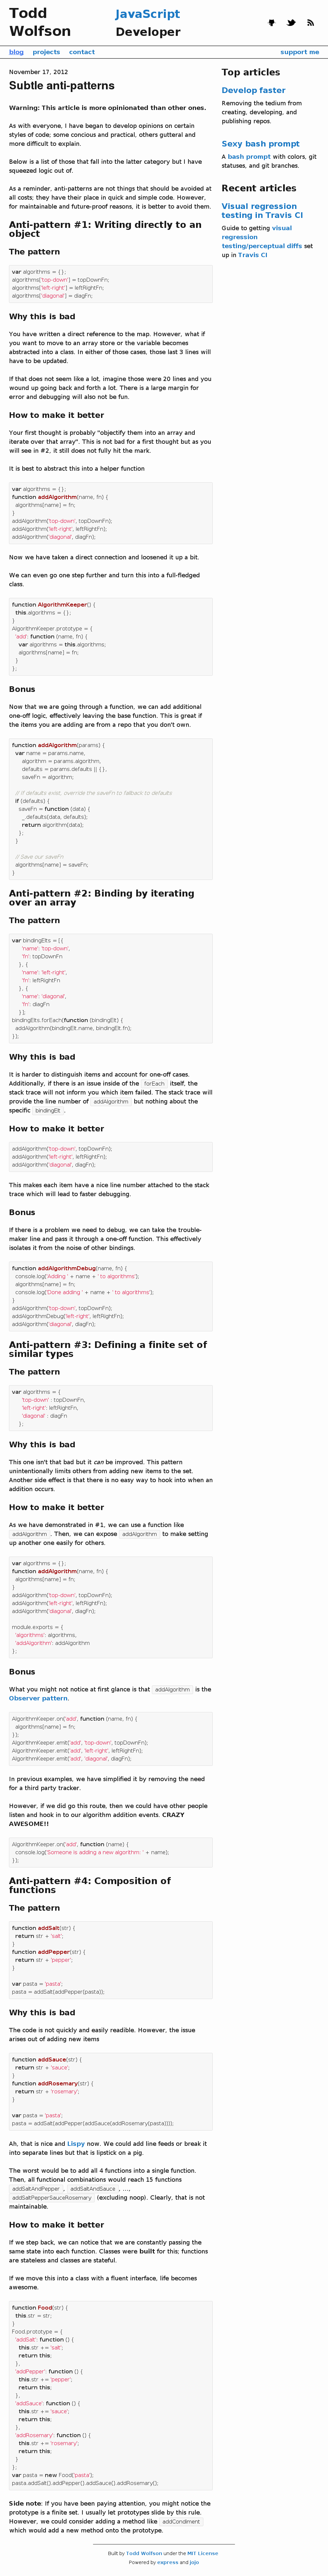 Todd
Wolfson
JavaScript
Developer
blog projects contact support me
November 17, 2012
Subtle anti-patterns
Warning: This article is more opinionated than other ones.
As with everyone, I have begun to develop opinions on certain
styles of code; some conscious and practical, others gutteral and
more difficult to explain.
Below is a list of those that fall into the latter category but I have
squeezed logic out of.
As a reminder, anti-patterns are not things that should be avoided at
all costs; they have their place in quick and simple code. However,
for maintainable and future-proof reasons, it is better to avoid them.
Anti-pattern #1: Writing directly to an
object
The pattern
var algorithms = {};
algorithms['top-down'] = topDownFn;
algorithms['left-right'] = leftRightFn;
algorithms['diagonal'] = diagFn;
Why this is bad
You have written a direct reference to the map. However, what if
you want to move to an array store or the variable becomes
abstracted into a class. In either of those cases, those last 3 lines will
have to be updated.
If that does not seem like a lot, imagine those were 20 lines and you
wound up going back and forth a lot. There is a large margin for
error and debugging will also not be fun.
How to make it better
Your first thought is probably "objectify them into an array and
iterate over that array". This is not bad for a first thought but as you
will see in #2, it still does not fully hit the mark.
It is best to abstract this into a helper function
var algorithms = {};
function addAlgorithm(name, fn) {
algorithms[name] = fn;
}
addAlgorithm('top-down', topDownFn);
addAlgorithm('left-right', leftRightFn);
addAlgorithm('diagonal', diagFn);
Now we have taken a direct connection and loosened it up a bit.
We can even go one step further and turn this into a full-fledged
class.
function AlgorithmKeeper() {
this.algorithms = {};
}
AlgorithmKeeper.prototype = {
'add': function (name, fn) {
var algorithms = this.algorithms;
algorithms[name] = fn;
}
};
Bonus
Now that we are going through a function, we can add additional
one-off logic, effectively leaving the base function. This is great if
the items you are adding are from a repo that you don't own.
function addAlgorithm(params) {
var name = params.name,
algorithm = params.algorithm,
defaults = params.defaults || {},
saveFn = algorithm;
// If defaults exist, override the saveFn to fallback to defaults
if (defaults) {
saveFn = function (data) {
_.defaults(data, defaults);
return algorithm(data);
};
}
// Save our saveFn
algorithms[name] = saveFn;
}
Anti-pattern #2: Binding by iterating
over an array
The pattern
var bindingElts = [{
'name': 'top-down',
'fn': topDownFn
}, {
'name': 'left-right',
'fn': leftRightFn
}, {
'name': 'diagonal',
'fn': diagFn
}];
bindingElts.forEach(function (bindingElt) {
addAlgorithm(bindingElt.name, bindingElt.fn);
});
Why this is bad
It is harder to distinguish items and account for one-off cases.
Additionally, if there is an issue inside of the forEach itself, the
stack trace will not inform you which item failed. The stack trace will
provide the line number of addAlgorithm but nothing about the
specific bindingElt .
How to make it better
addAlgorithm('top-down', topDownFn);
addAlgorithm('left-right', leftRightFn);
addAlgorithm('diagonal', diagFn);
This makes each item have a nice line number attached to the stack
trace which will lead to faster debugging.
Bonus
If there is a problem we need to debug, we can take the trouble-
maker line and pass it through a one-off function. This effectively
isolates it from the noise of other bindings.
function addAlgorithmDebug(name, fn) {
console.log('Adding ' + name + ' to algorithms');
algorithms[name] = fn;
console.log('Done adding ' + name + ' to algorithms');
}
addAlgorithm('top-down', topDownFn);
addAlgorithmDebug('left-right', leftRightFn);
addAlgorithm('diagonal', diagFn);
Anti-pattern #3: Defining a finite set of
similar types
The pattern
var algorithms = {
'top-down' : topDownFn,
'left-right': leftRightFn,
'diagonal' : diagFn
};
Why this is bad
This one isn't that bad but it can be improved. This pattern
unintentionally limits others from adding new items to the set.
Another side effect is that there is no easy way to hook into when an
addition occurs.
How to make it better
As we have demonstrated in #1, we can use a function like
addAlgorithm . Then, we can expose addAlgorithm to make setting
up another one easily for others.
var algorithms = {};
function addAlgorithm(name, fn) {
algorithms[name] = fn;
}
addAlgorithm('top-down', topDownFn);
addAlgorithm('left-right', leftRightFn);
addAlgorithm('diagonal', diagFn);
module.exports = {
'algorithms': algorithms,
'addAlgorithm': addAlgorithm
};
Bonus
What you might not notice at first glance is that addAlgorithm is the
Observer pattern.
AlgorithmKeeper.on('add', function (name, fn) {
algorithms[name] = fn;
});
AlgorithmKeeper.emit('add', 'top-down', topDownFn);
AlgorithmKeeper.emit('add', 'left-right', leftRightFn);
AlgorithmKeeper.emit('add', 'diagonal', diagFn);
In previous examples, we have simplified it by removing the need
for a third party tracker.
However, if we did go this route, then we could have other people
listen and hook in to our algorithm addition events. CRAZY
AWESOME!!
AlgorithmKeeper.on('add', function (name) {
console.log('Someone is adding a new algorithm: ' + name);
});
Anti-pattern #4: Composition of
functions
The pattern
function addSalt(str) {
return str + 'salt';
}
function addPepper(str) {
return str + 'pepper';
}
var pasta = 'pasta';
pasta = addSalt(addPepper(pasta));
Why this is bad
The code is not quickly and easily readible. However, the issue
arises out of adding new items
function addSauce(str) {
return str + 'sauce';
}
function addRosemary(str) {
return str + 'rosemary';
}
var pasta = 'pasta';
pasta = addSalt(addPepper(addSauce(addRosemary(pasta))));
Ah, that is nice and Lispy now. We could add line feeds or break it
into separate lines but that is lipstick on a pig.
The worst would be to add all 4 functions into a single function.
Then, all functional combinations would reach 15 functions
addSaltAndPepper , addSaltAndSauce , ...,
addSaltPepperSauceRosemary (excluding noop). Clearly, that is not
maintainable.
How to make it better
If we step back, we can notice that we are constantly passing the
same state into each function. Classes were built for this; functions
are stateless and classes are stateful.
If we move this into a class with a fluent interface, life becomes
awesome.
function Food(str) {
this.str = str;
}
Food.prototype = {
'addSalt': function () {
this.str += 'salt';
return this;
},
'addPepper': function () {
this.str += 'pepper';
return this;
},
'addSauce': function () {
this.str += 'sauce';
return this;
},
'addRosemary': function () {
this.str += 'rosemary';
return this;
}
};
var pasta = new Food('pasta');
pasta.addSalt().addPepper().addSauce().addRosemary();
Side note: If you have been paying attention, you might notice the
prototype is a finite set. I usually let prototypes slide by this rule.
However, we could consider adding a method like addCondiment
which would add a new method onto the prototype.
Top articles
Develop faster
Removing the tedium from
creating, developing, and
publishing repos.
Sexy bash prompt
A bash prompt with colors, git
statuses, and git branches.
Recent articles
Visual regression
testing in Travis CI
Guide to getting visual
regression
testing/perceptual diffs set
up in Travis CI
Built by Todd Wolfson under the MIT License
Powered by express and jojo